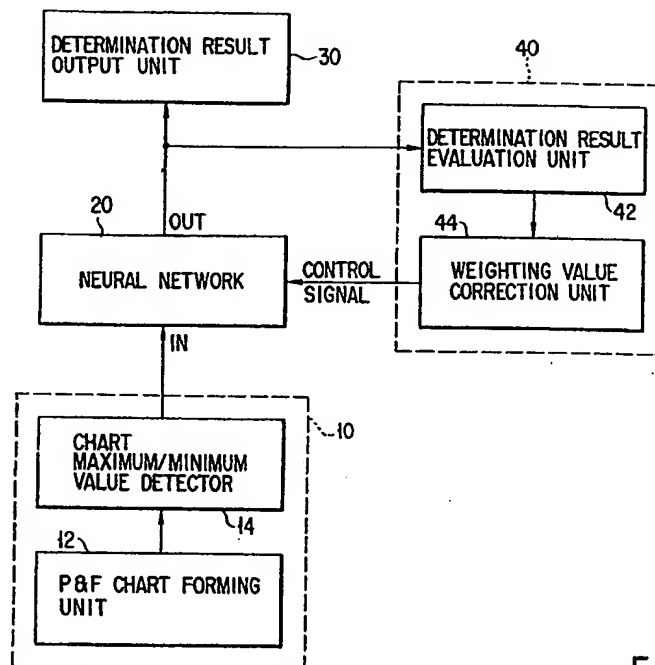 DETERMINATION RESULT
OUTPUT UNIT
30
40
DETERMINATION RESULT
EVALUATION UNIT
42
20
OUT
NEURAL NETWORK
IN
CONTROL
SIGNAL
44
WEIGHTING VALUE
CORRECTION UNIT
10
CHART
MAXIMUM/MINIMUM
VALUE DETECTOR
14
12
P&F CHART FORMING
UNIT